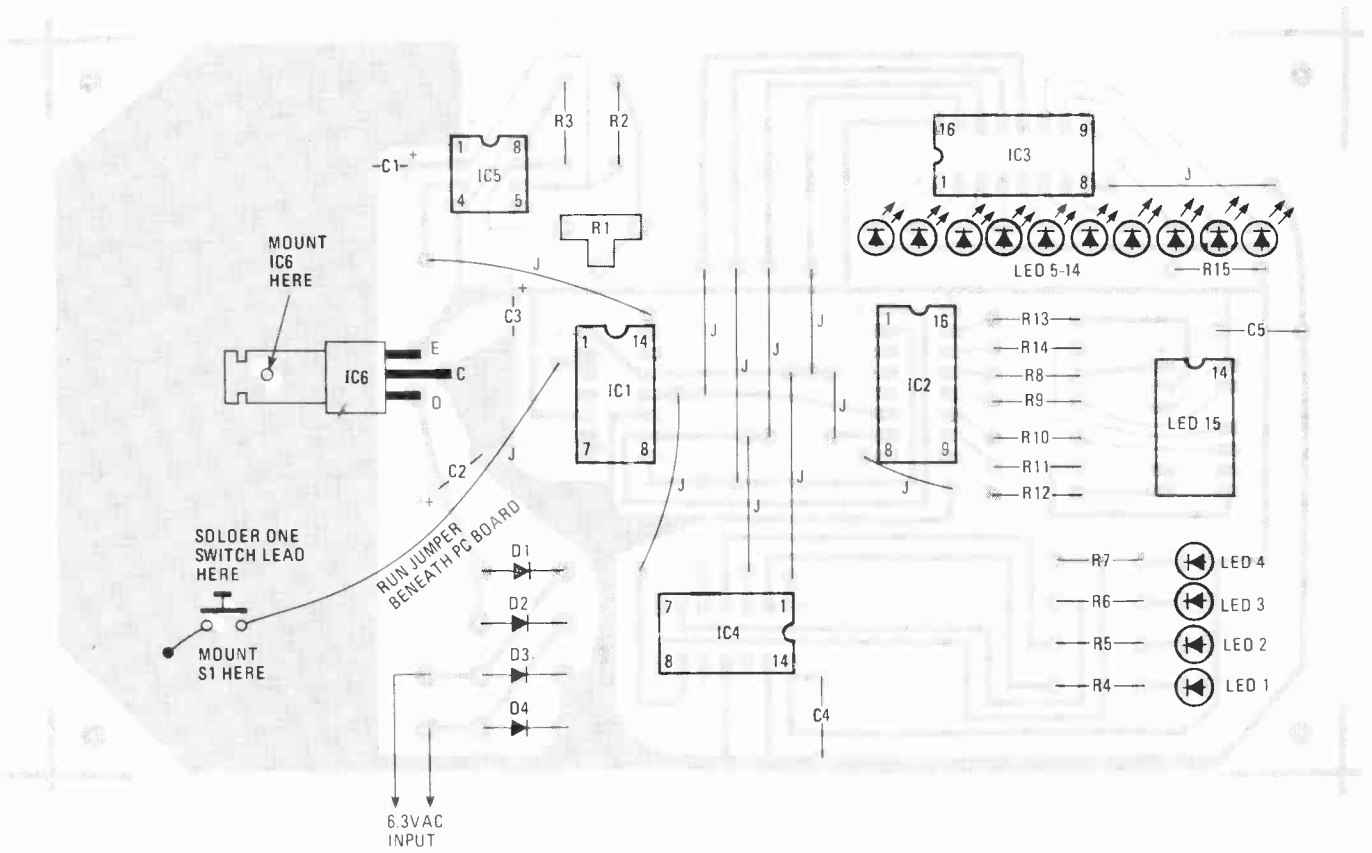 R3
R2
16
9
IC3
1
8
J
-C1-
+
1
8
IC5
4
5
R1
MOUNT
IC6
HERE
J
LED 5-14
R15
+
C3
1
14
IC1
7
8
J
J
J
J
J
J
J
J
J
1
16
IC2
8
9
J
R13
R14
R8
R9
R10
R11
R12
C5
14
LED 15
E
C
O
IC6
C2
+
J
RUN JUMPER
BENEATH PC BOARD
SOLDER ONE
SWITCH LEAD
HERE
MOUNT
S1 HERE
D1
D2
D3
D4
7
1
IC4
8
14
C4
R7
LED 4
R6
LED 3
R5
LED 2
R4
LED 1
6.3VAC
INPUT